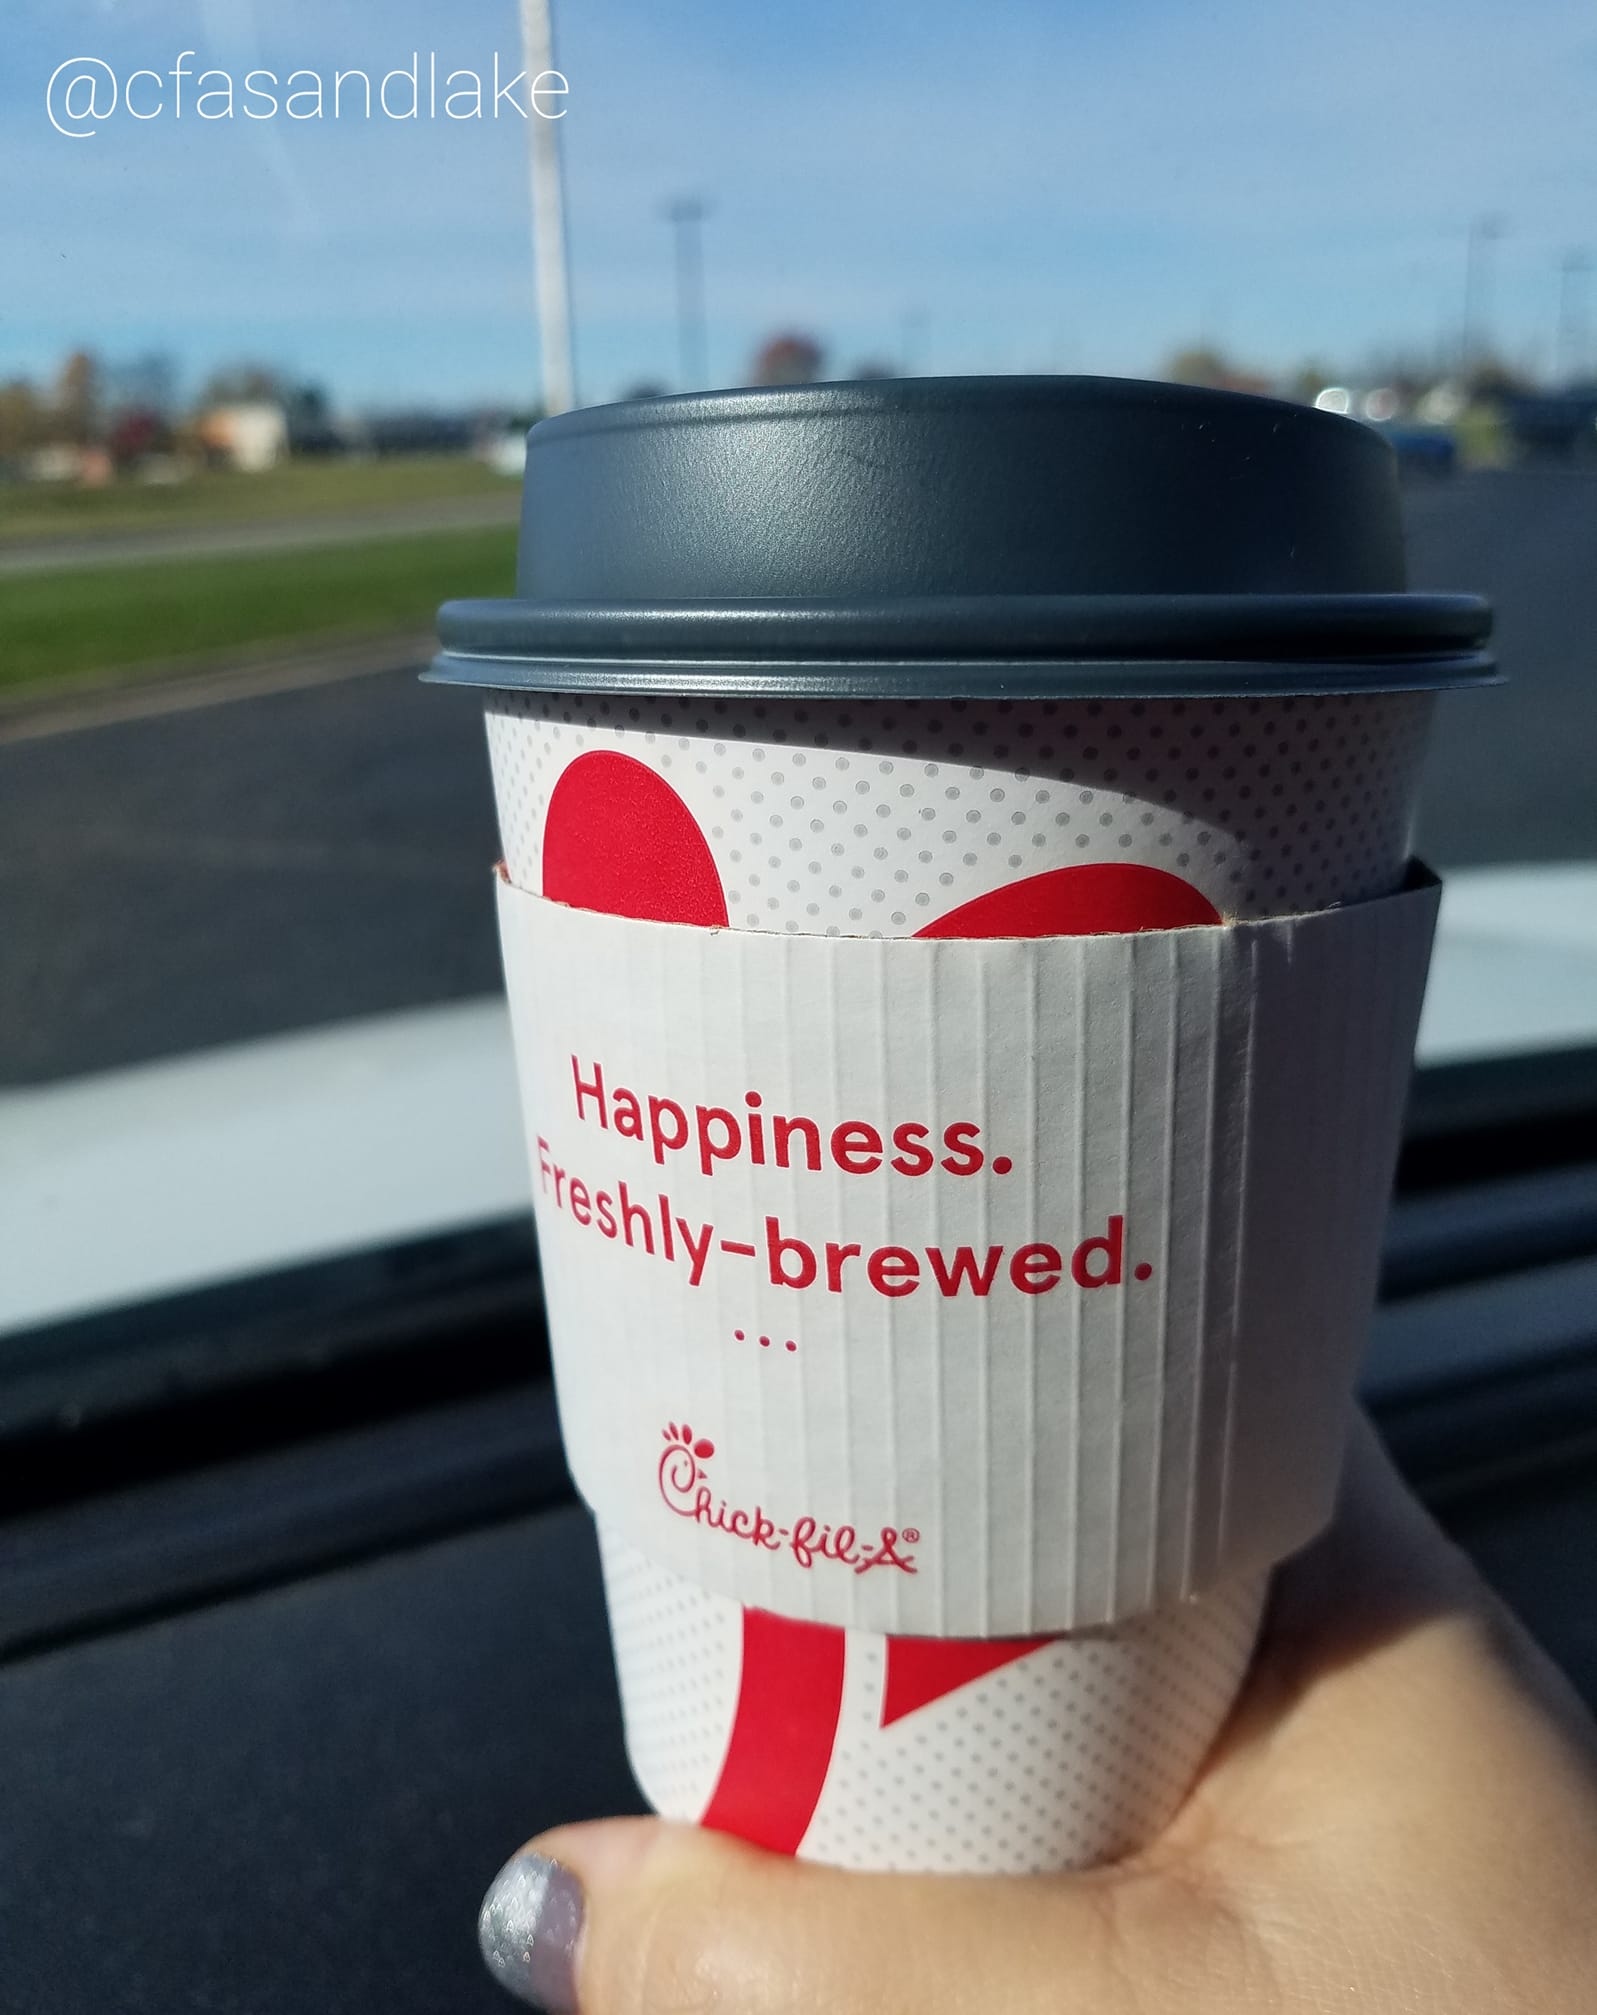 @cfasandlake
Happiness.
Freshly-brewed.
...
Chick-fil-A®